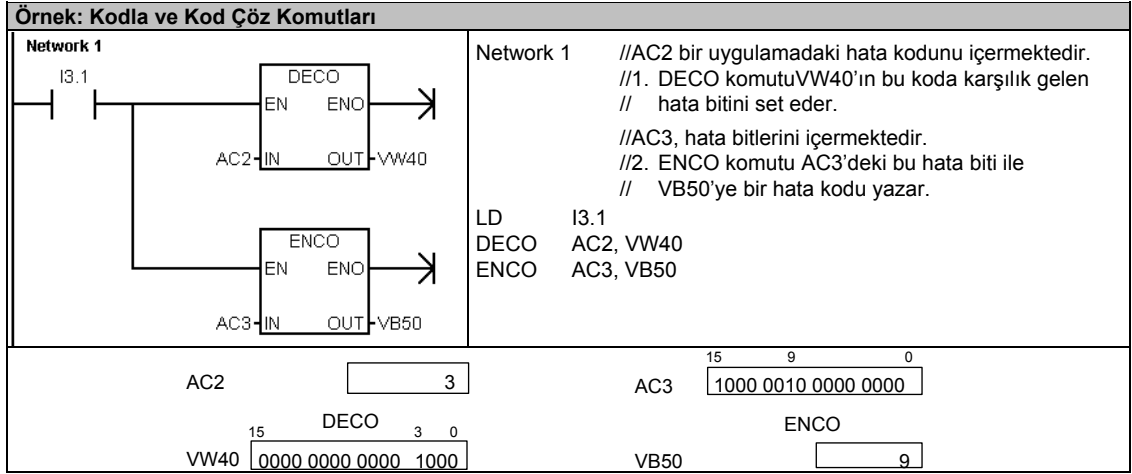 Örnek: Kodla ve Kod Çöz Komutları
Network 1
I3.1
DECO
EN ENO
AC2 IN OUT VW40
ENCO
EN ENO
AC3 IN OUT VB50
Network 1 //AC2 bir uygulamadaki hata kodunu içermektedir.
//1. DECO komutuVW40’ın bu koda karşılık gelen
// hata bitini set eder.
//AC3, hata bitlerini içermektedir.
//2. ENCO komutu AC3’deki bu hata biti ile
// VB50’ye bir hata kodu yazar.
LD I3.1
DECO AC2, VW40
ENCO AC3, VB50
AC2 3
DECO
15 3 0
VW40 0000 0000 0000 1000
15 9 0
AC3 1000 0010 0000 0000
ENCO
VB50 9